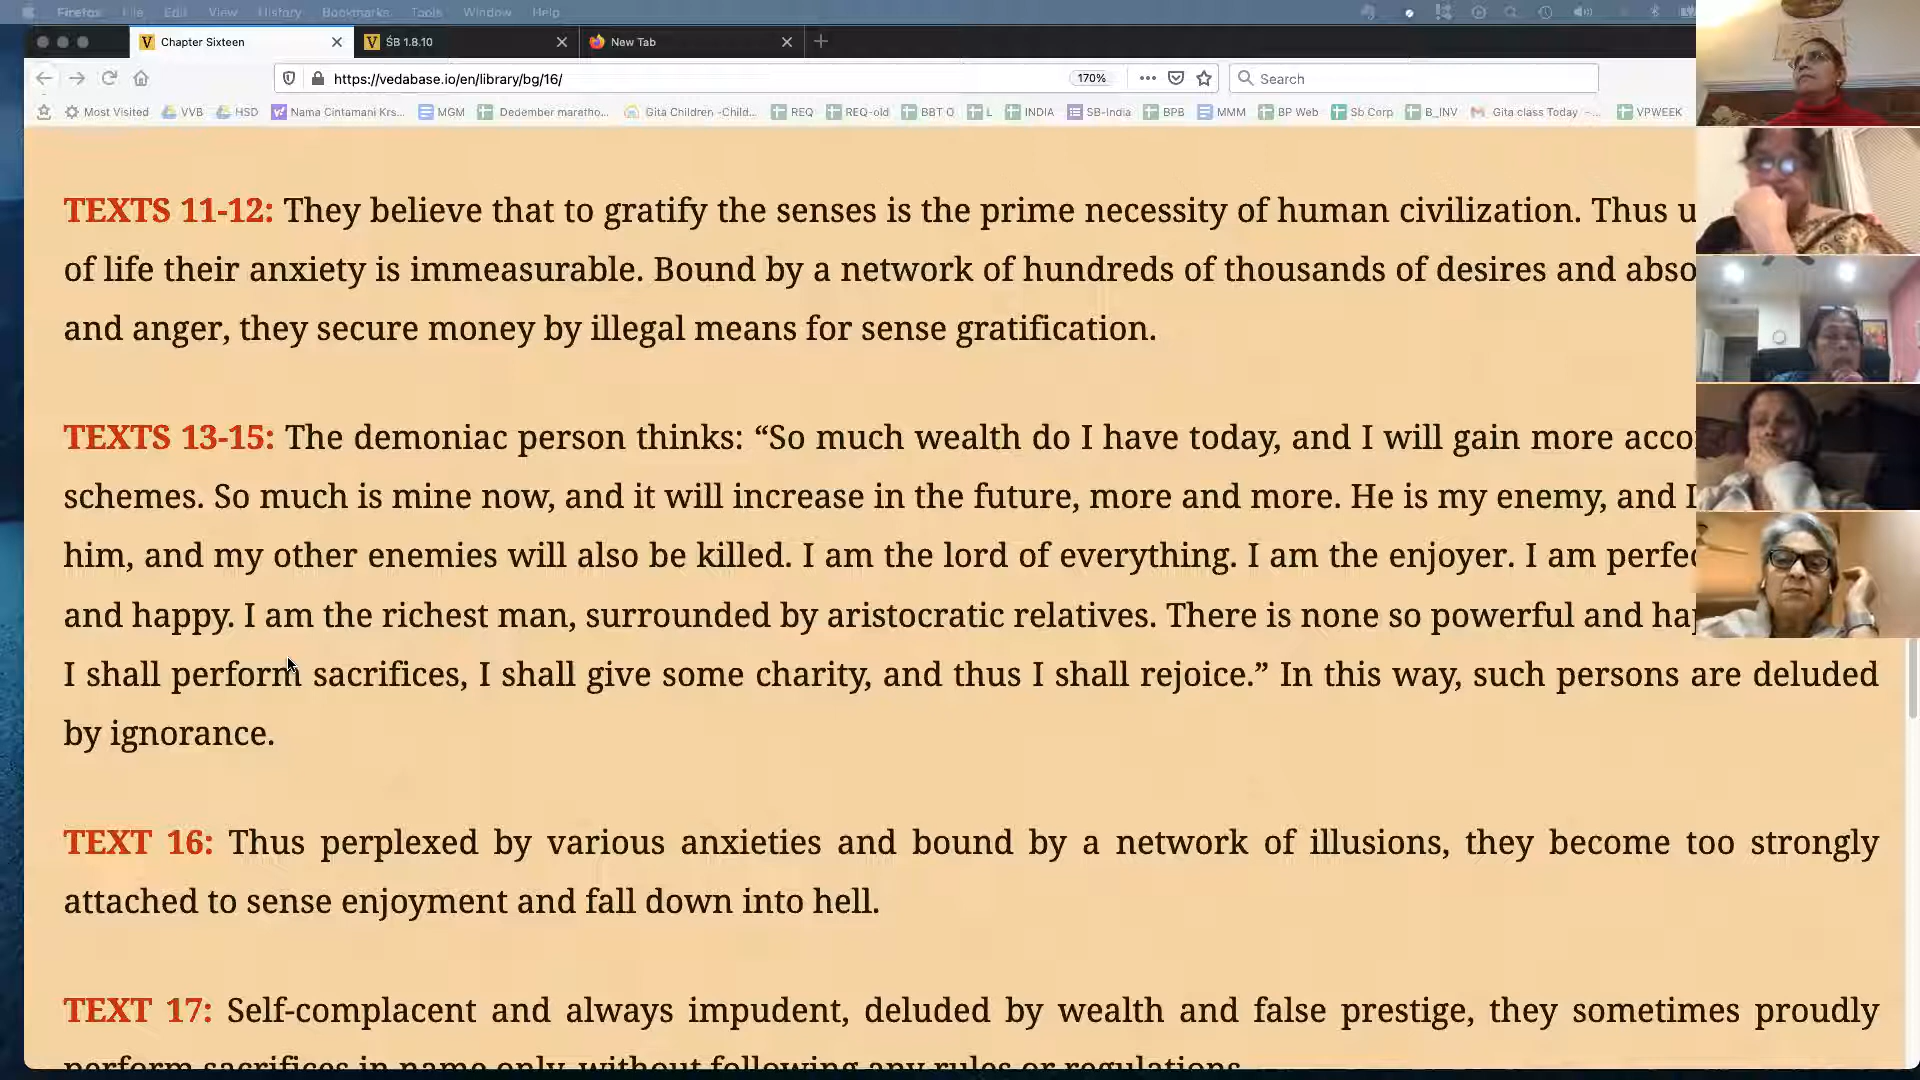 Firefox File Edit View History Bookmarks Tools Window Help
Chapter Sixteen
ŚB 1.8.10
New Tab
https://vedabase.io/en/library/bg/16/
170%
Search
Most Visited VVB HSD Nama Cintamani Krs... MGM Dedember maratho... Gita Children -Child... REQ REQ-old BBT O L INDIA SB-India BPB MMM BP Web Sb Corp B_INV Gita class Today -... VPWEEK
TEXTS 11-12: They believe that to gratify the senses is the prime necessity of human civilization. Thus
of life their anxiety is immeasurable. Bound by a network of hundreds of thousands of desires and
and anger, they secure money by illegal means for sense gratification.
TEXTS 13-15: The demoniac person thinks: “So much wealth do I have today, and I will gain more
schemes. So much is mine now, and it will increase in the future, more and more. He is my enemy, and I
him, and my other enemies will also be killed. I am the lord of everything. I am the enjoyer. I am
and happy. I am the richest man, surrounded by aristocratic relatives. There is none so powerful and
I shall perform sacrifices, I shall give some charity, and thus I shall rejoice.” In this way, such persons are deluded
by ignorance.
TEXT 16: Thus perplexed by various anxieties and bound by a network of illusions, they become too strongly
attached to sense enjoyment and fall down into hell.
TEXT 17: Self-complacent and always impudent, deluded by wealth and false prestige, they sometimes proudly
perform sacrifices in name only, without following any rules or regulations.